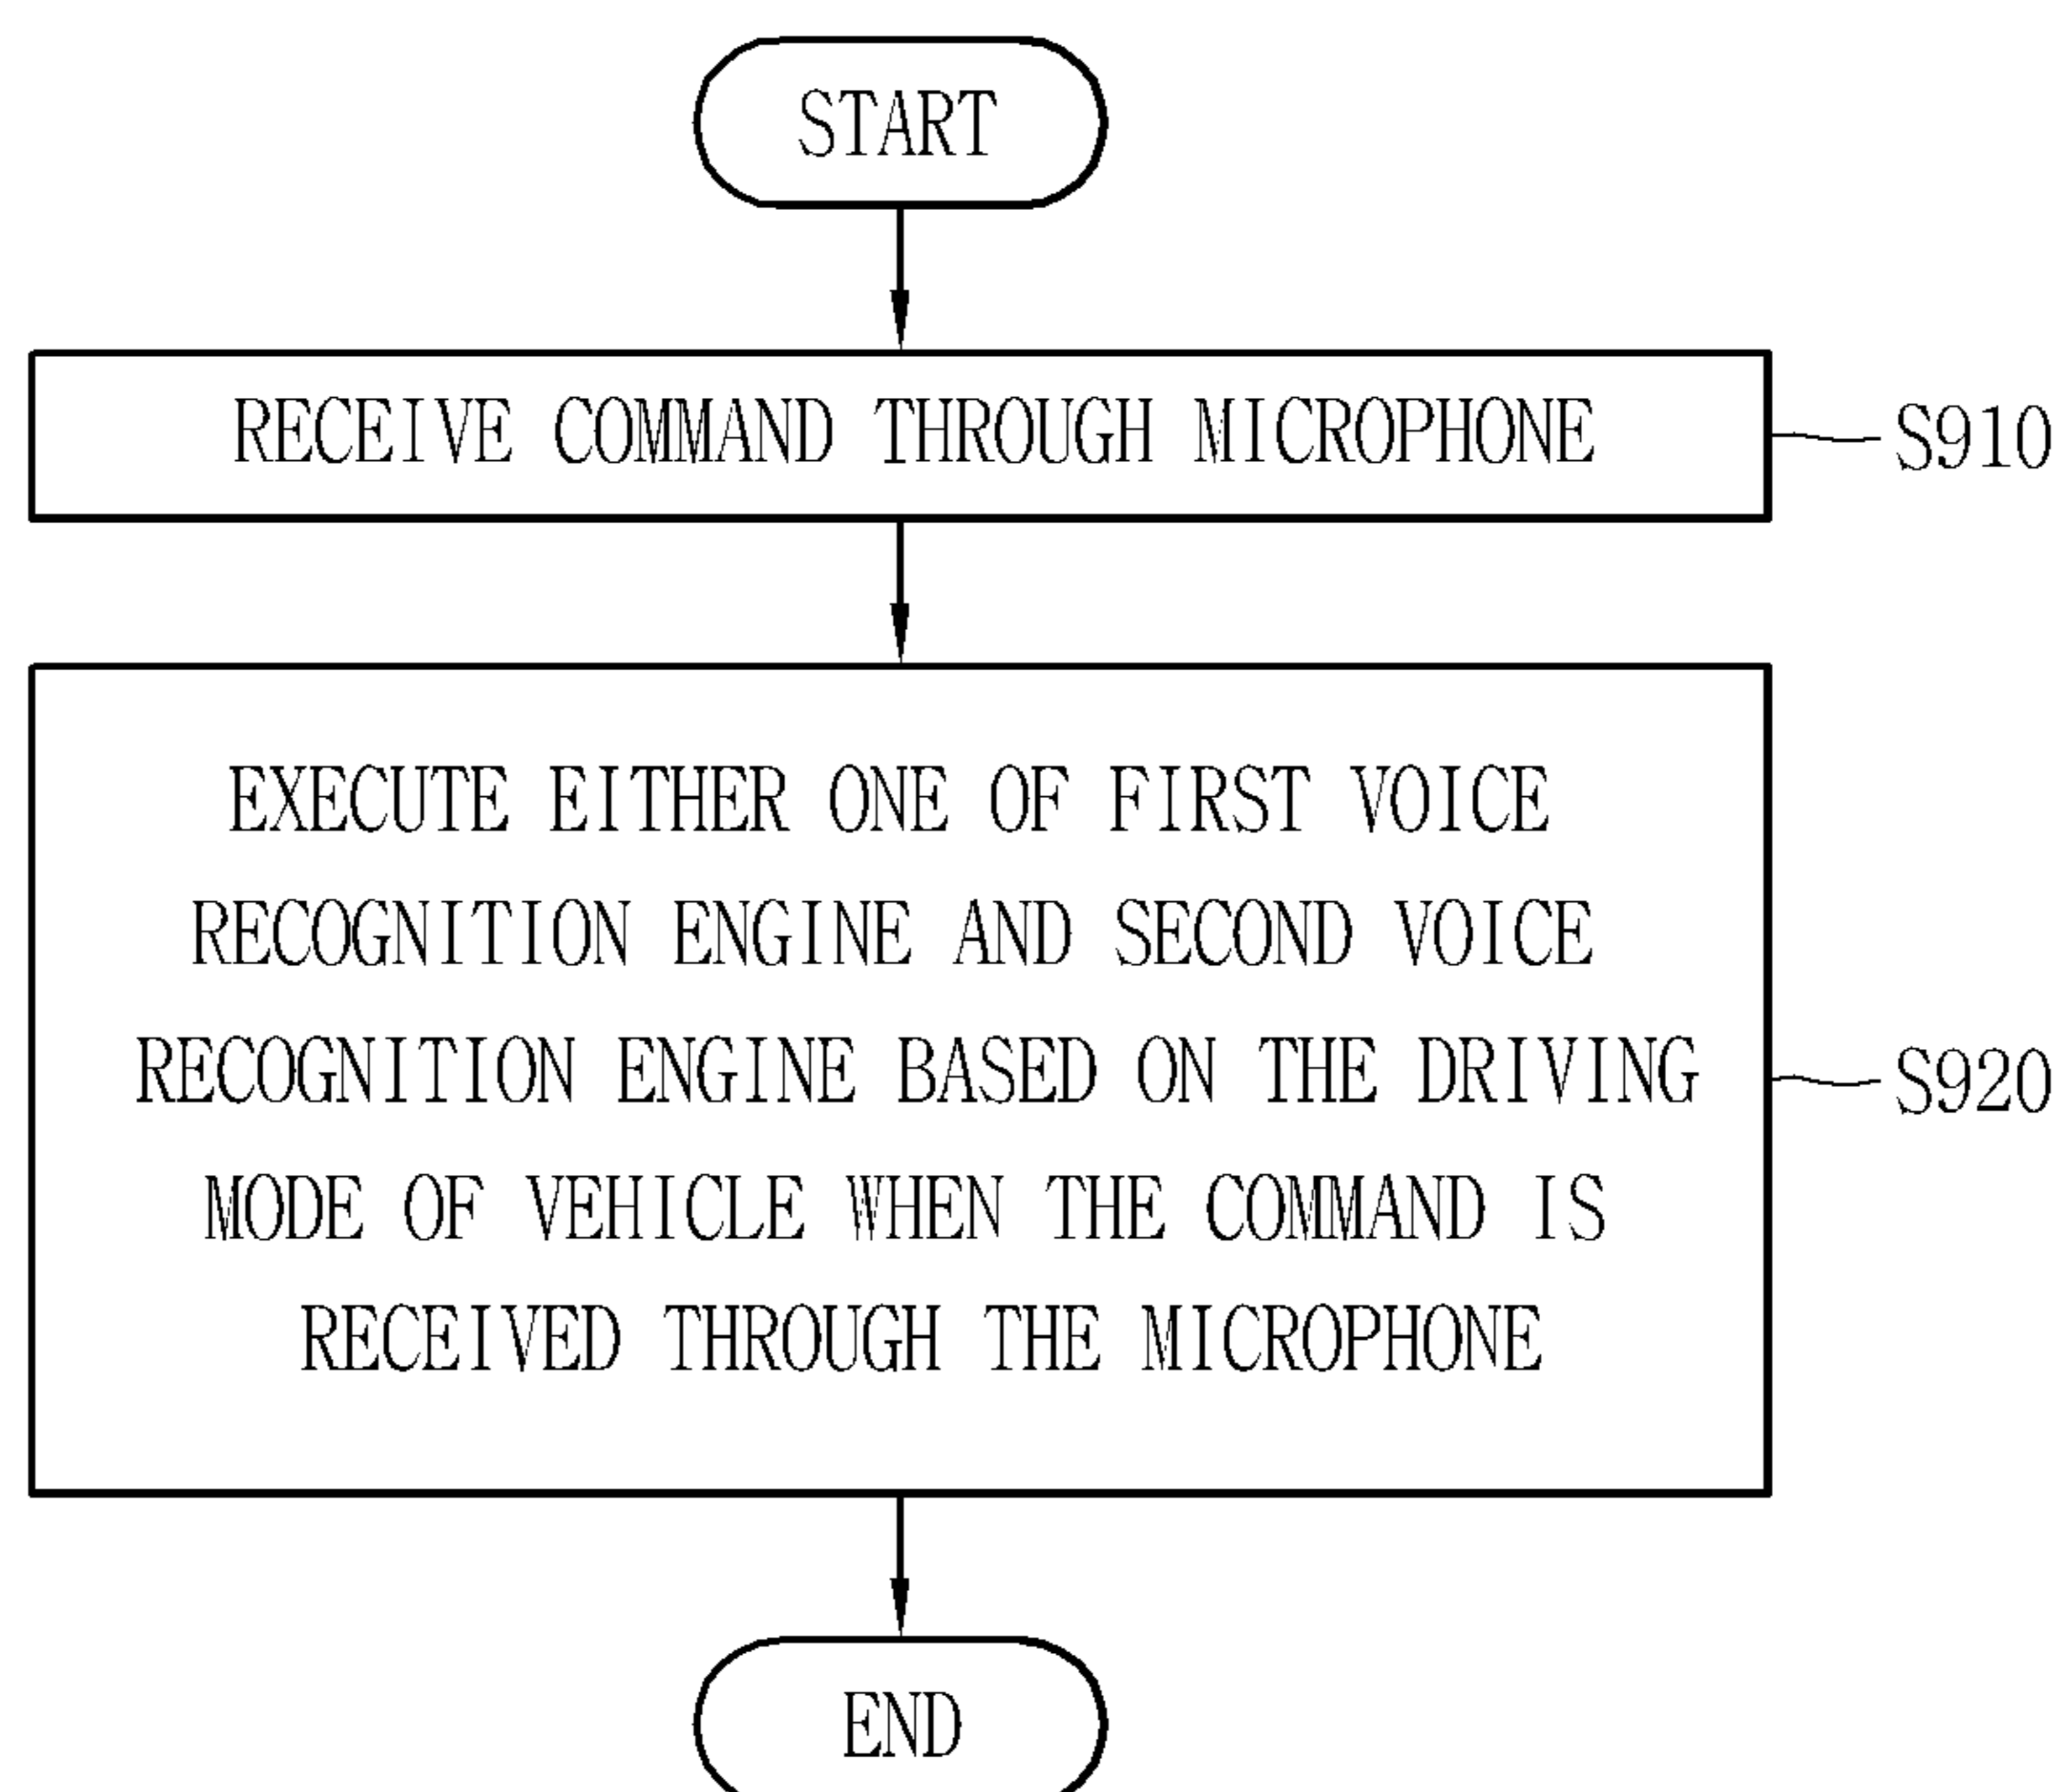 START
RECEIVE COMMAND THROUGH MICROPHONE
S910
EXECUTE EITHER ONE OF FIRST VOICE
RECOGNITION ENGINE AND SECOND VOICE
RECOGNITION ENGINE BASED ON THE DRIVING
MODE OF VEHICLE WHEN THE COMMAND IS
RECEIVED THROUGH THE MICROPHONE
S920
END